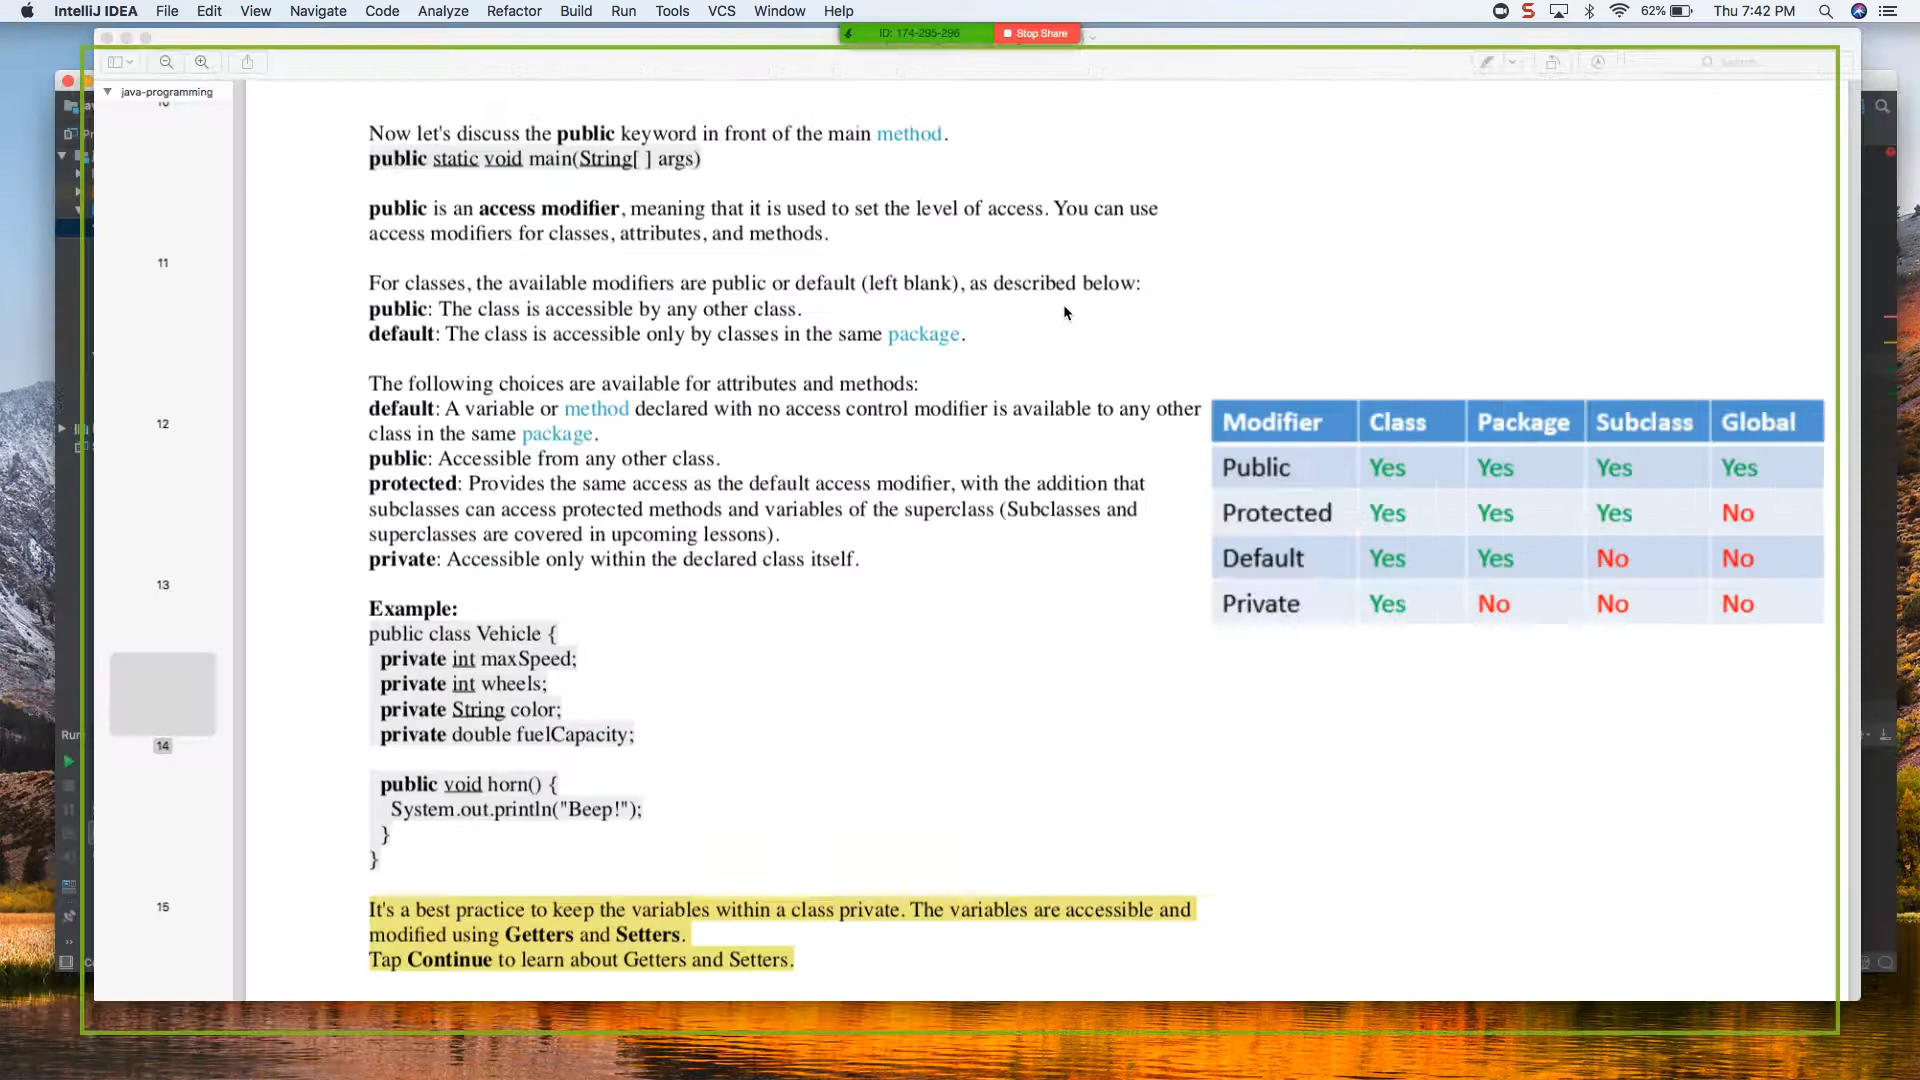 IntelliJ IDEA File Edit View Navigate Code Analyze Refactor Build Run Tools VCS Window Help 62% Thu 7:42 PM
ID: 174-295-296 Stop Share
Search
java-programming
10
11
12
13
14
15
Run
Now let's discuss the public keyword in front of the main method.
public static void main(String[ ] args)
public is an access modifier, meaning that it is used to set the level of access. You can use
access modifiers for classes, attributes, and methods.
For classes, the available modifiers are public or default (left blank), as described below:
public: The class is accessible by any other class.
default: The class is accessible only by classes in the same package.
The following choices are available for attributes and methods:
default: A variable or method declared with no access control modifier is available to any other
class in the same package.
public: Accessible from any other class.
protected: Provides the same access as the default access modifier, with the addition that
subclasses can access protected methods and variables of the superclass (Subclasses and
superclasses are covered in upcoming lessons).
private: Accessible only within the declared class itself.
Example:
public class Vehicle {
private int maxSpeed;
private int wheels;
private String color;
private double fuelCapacity;
public void horn() {
System.out.println("Beep!");
}
}
It's a best practice to keep the variables within a class private. The variables are accessible and
modified using Getters and Setters.
Tap Continue to learn about Getters and Setters.
Modifier Class Package Subclass Global
Public Yes Yes Yes Yes
Protected Yes Yes Yes No
Default Yes Yes No No
Private Yes No No No